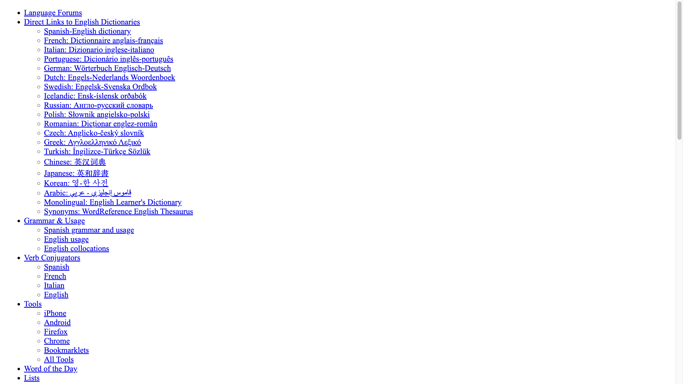 Language Forums
Direct Links to English Dictionaries
Spanish-English dictionary
French: Dictionnaire anglais-français
Italian: Dizionario inglese-italiano
Portuguese: Dicionário inglês-português
German: Wörterbuch Englisch-Deutsch
Dutch: Engels-Nederlands Woordenboek
Swedish: Engelsk-Svenska Ordbok
Icelandic: Ensk-íslensk orðabók
Russian: Англо-русский словарь
Polish: Słownik angielsko-polski
Romanian: Dicționar englez-român
Czech: Anglicko-český slovník
Greek: Αγγλοελληνικό Λεξικό
Turkish: İngilizce-Türkçe Sözlük
Chinese: 英汉词典
Japanese: 英和辞書
Korean: 영-한 사전
Arabic: قاموس إنجليزي - عربي
Monolingual: English Learner's Dictionary
Synonyms: WordReference English Thesaurus
Grammar & Usage
Spanish grammar and usage
English usage
English collocations
Verb Conjugators
Spanish
French
Italian
English
Tools
iPhone
Android
Firefox
Chrome
Bookmarklets
All Tools
Word of the Day
Lists